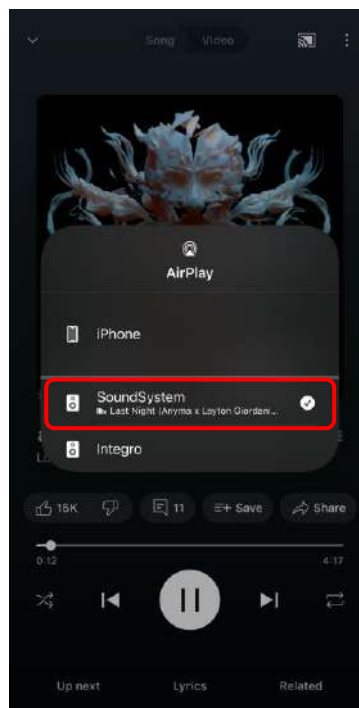 Song Video
AirPlay
iPhone
SoundSystem
Last Night (Anyma x Layton Giordani...
Integro
15K 11 Save Share
0:12 4:17
Up next Lyrics Related